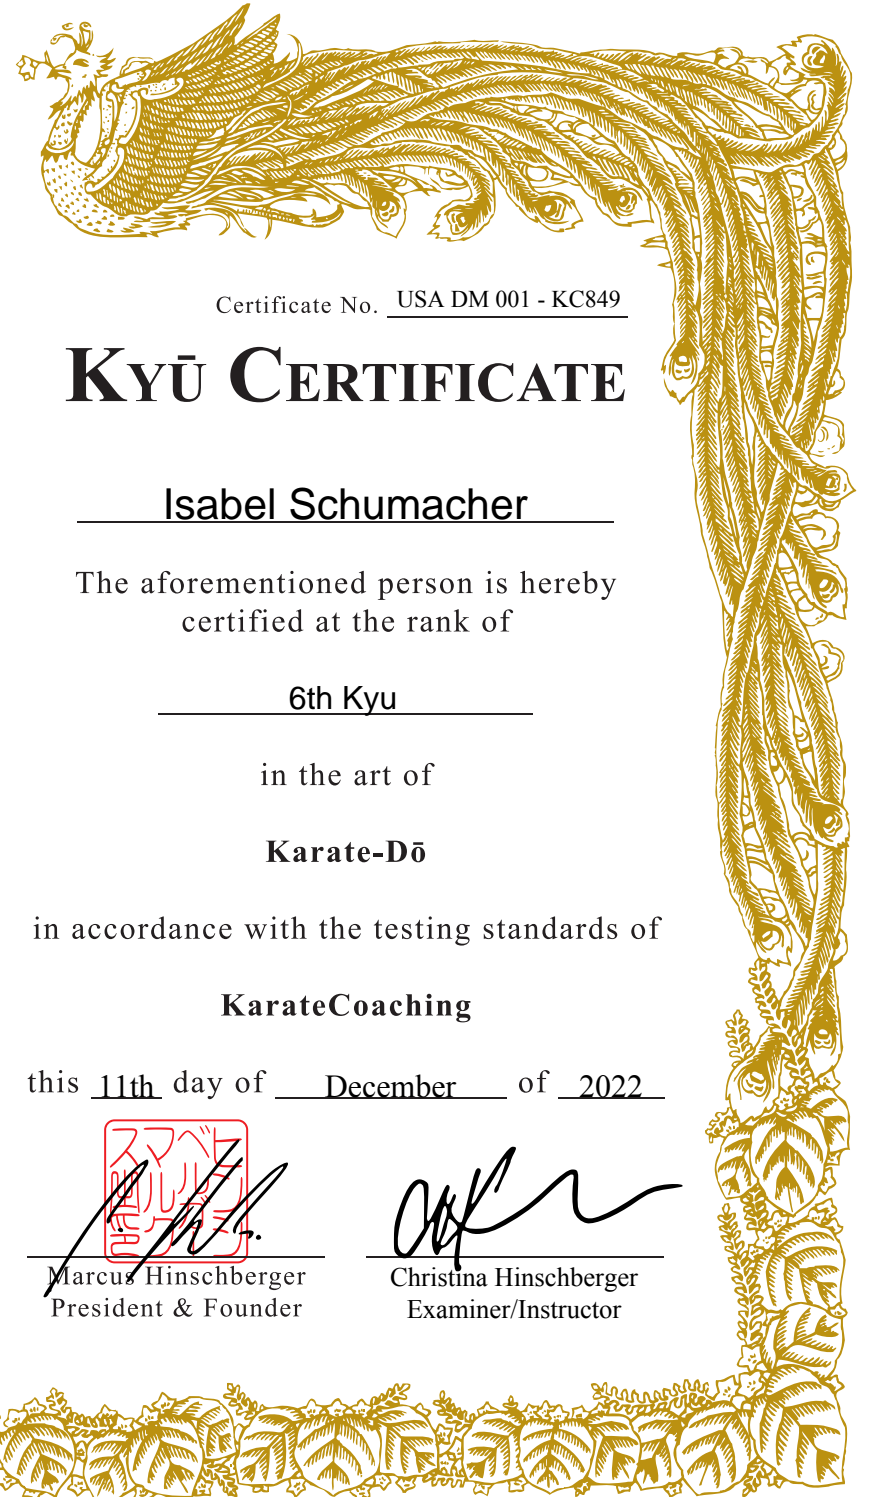 Certificate No. USA DM 001 - KC849
KYŪ CERTIFICATE
Isabel Schumacher
The aforementioned person is hereby
certified at the rank of
6th Kyu
in the art of
Karate-Dō
in accordance with the testing standards of
KarateCoaching
this 11th day of December of 2022
Marcus Hinschberger
President & Founder
Christina Hinschberger
Examiner/Instructor